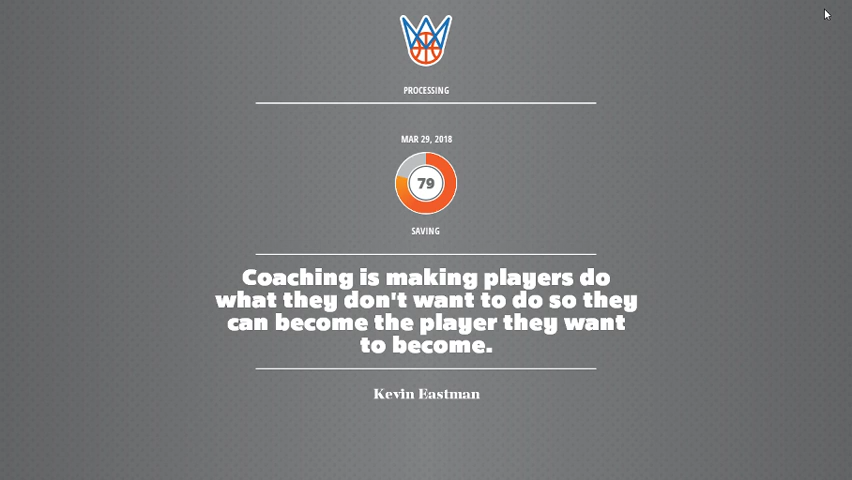 PROCESSING
MAR 29, 2018
79
SAVING
Coaching is making players do
what they don't want to do so they
can become the player they want
to become.
Kevin Eastman